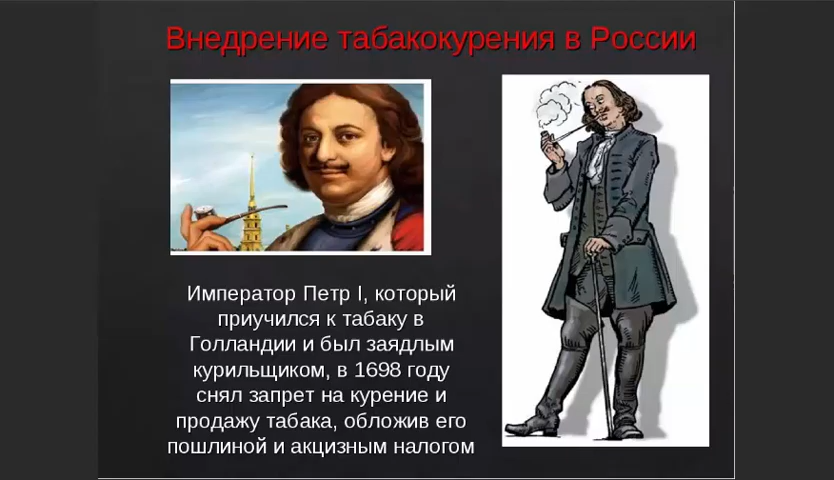 Внедрение табакокурения в России
Император Петр I, который
приучился к табаку в
Голландии и был заядлым
курильщиком, в 1698 году
снял запрет на курение и
продажу табака, обложив его
пошлиной и акцизным налогом